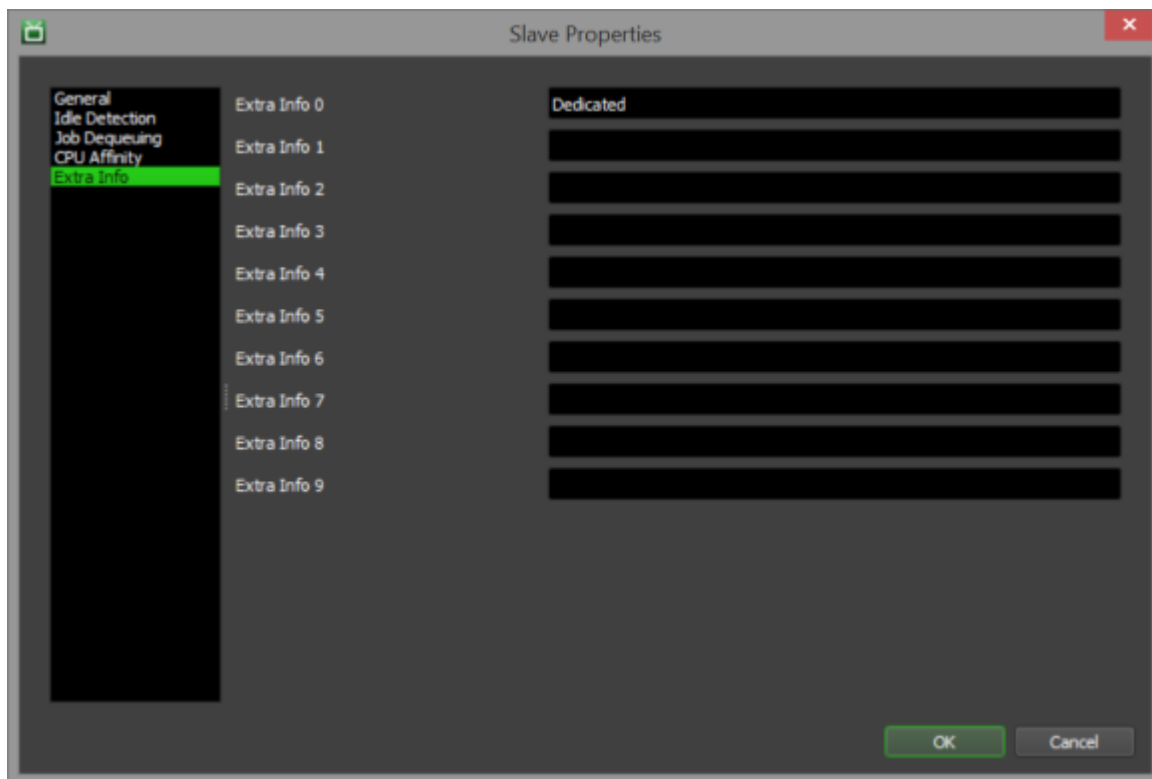 Slave Properties
General
Idle Detection
Job Dequeuing
CPU Affinity
Extra Info
Extra Info 0 Dedicated
Extra Info 1
Extra Info 2
Extra Info 3
Extra Info 4
Extra Info 5
Extra Info 6
Extra Info 7
Extra Info 8
Extra Info 9
OK Cancel